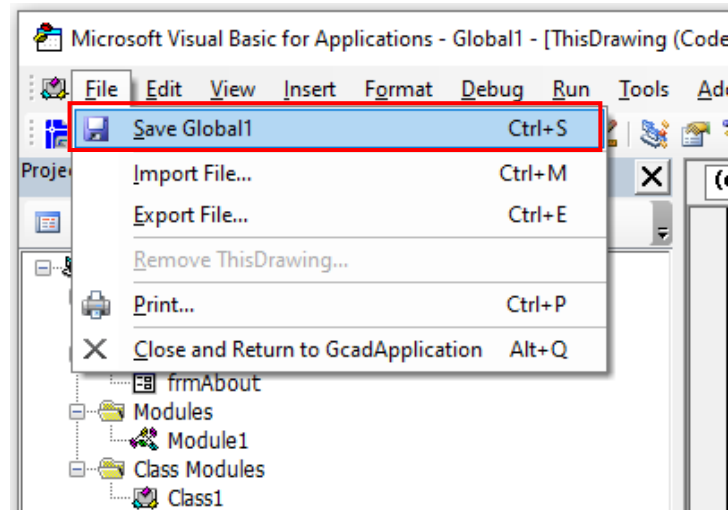 Microsoft Visual Basic for Applications - Global1 - [ThisDrawing (Code
File Edit View Insert Format Debug Run Tools
Save Global1 Ctrl+S
Import File... Ctrl+M
Export File... Ctrl+E
Remove ThisDrawing...
Print... Ctrl+P
Close and Return to GcadApplication Alt+Q
frmAbout
Modules
Module1
Class Modules
Class1